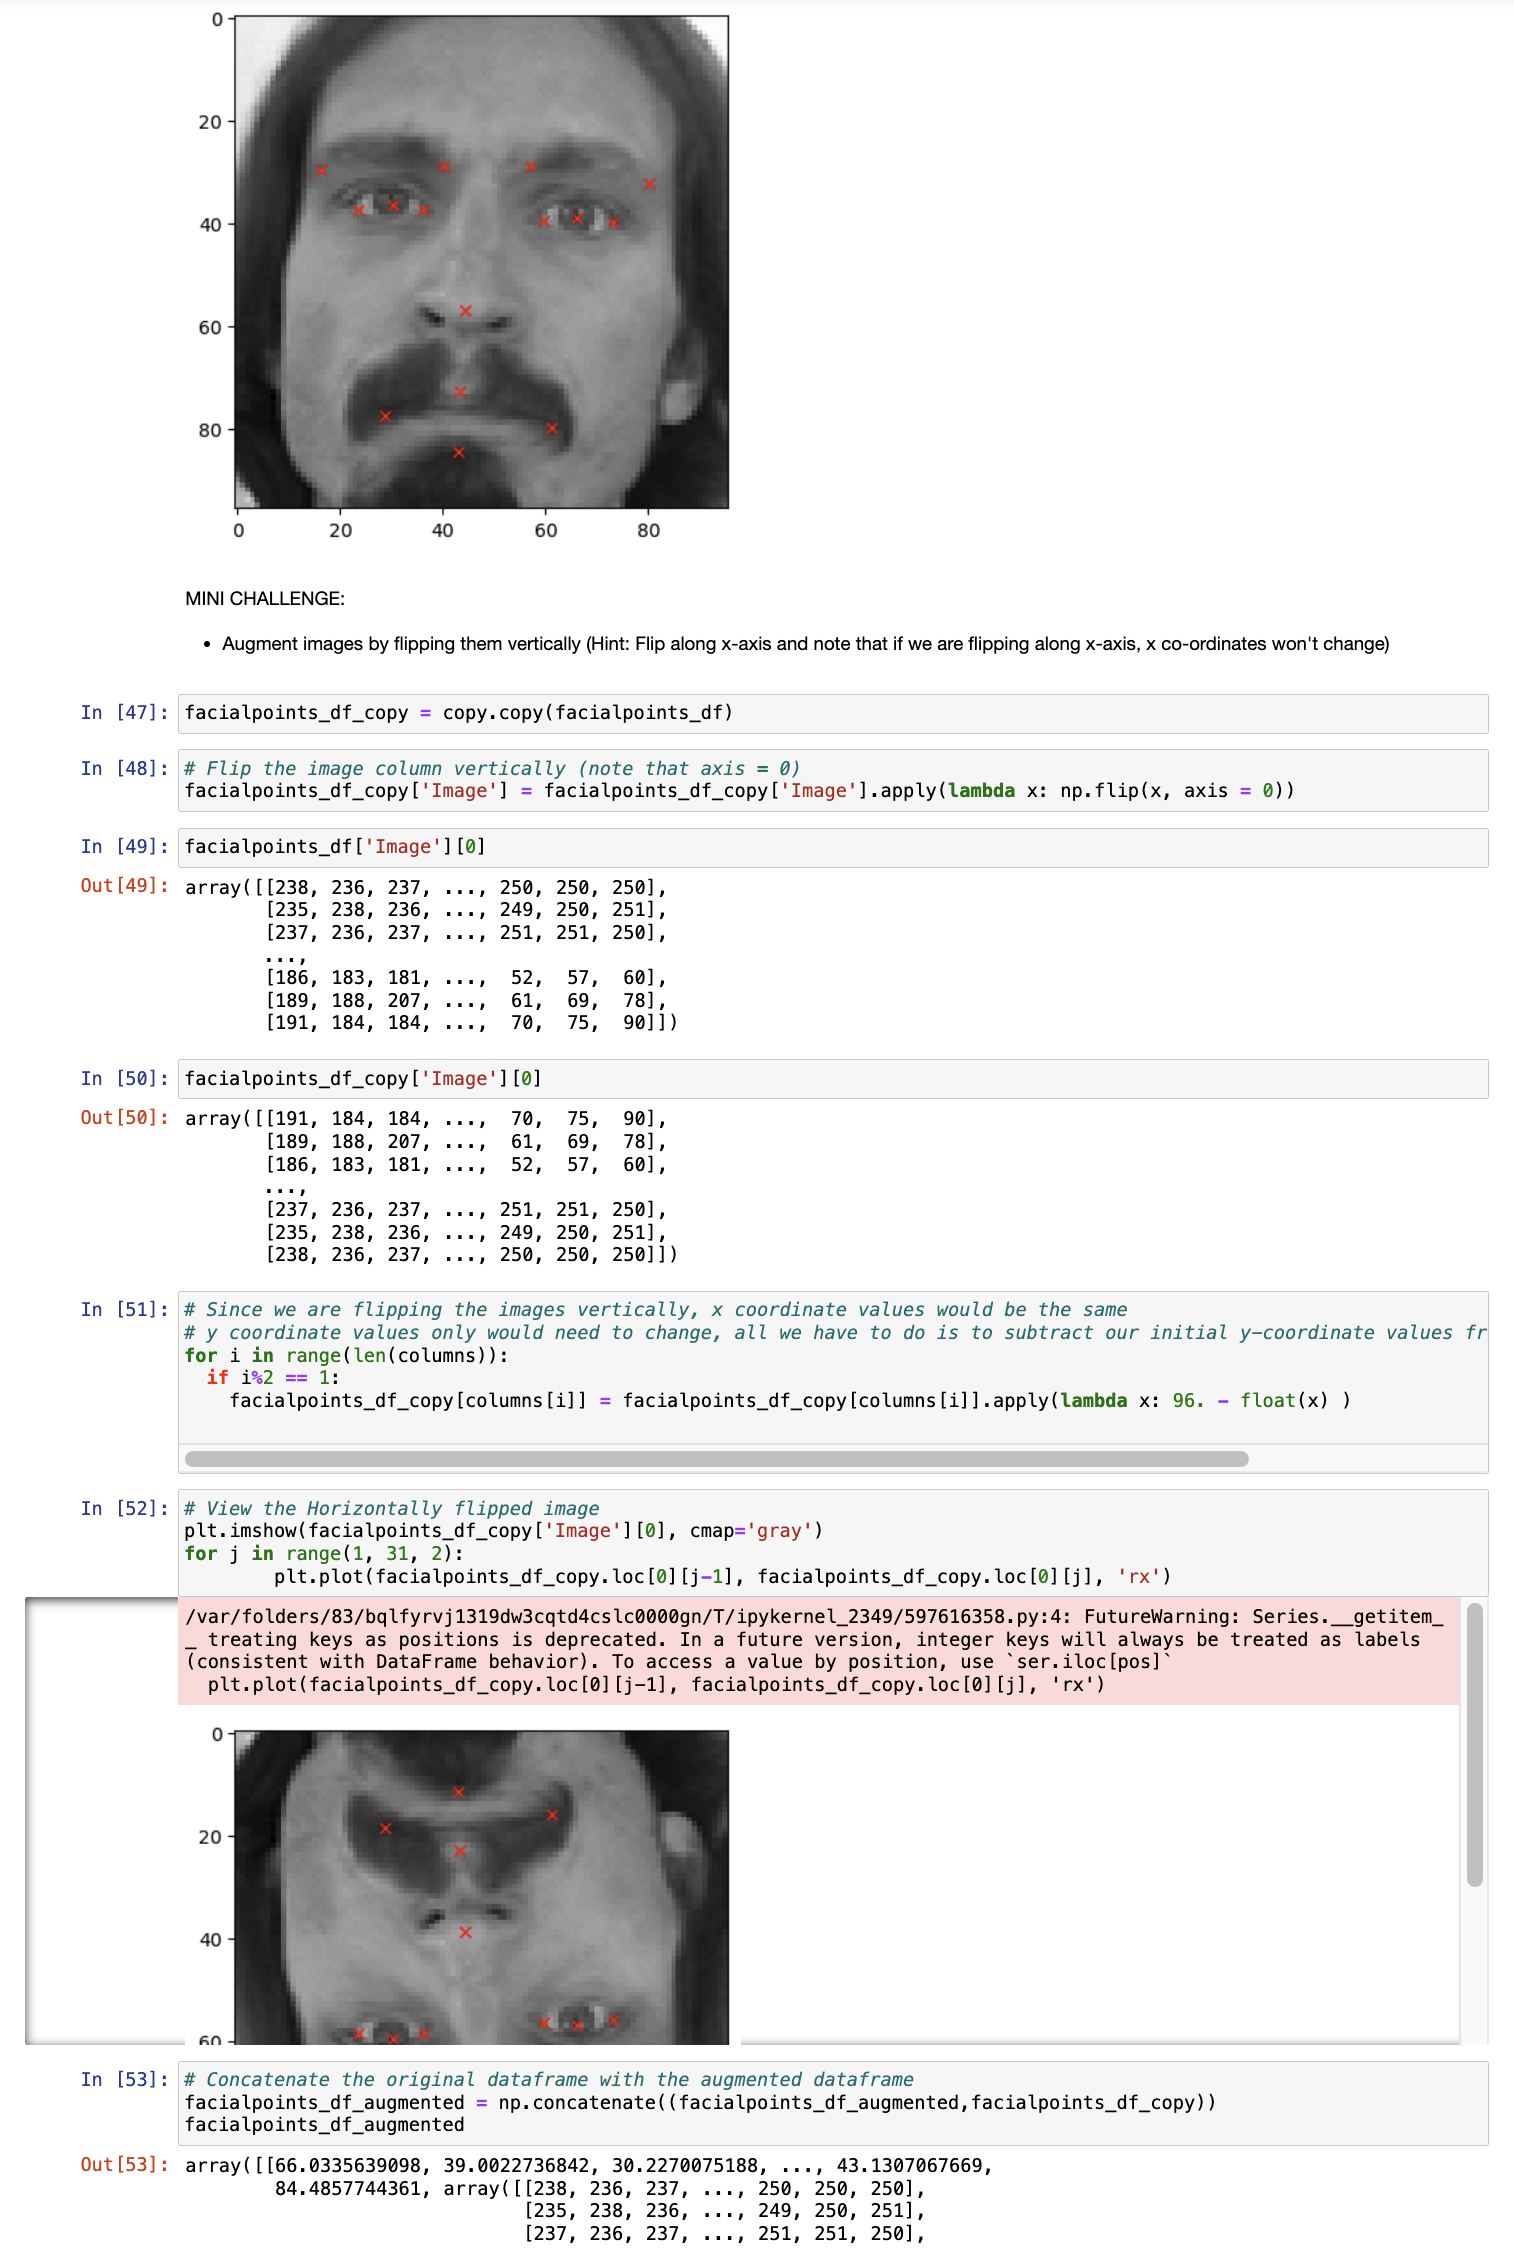 0
20
40
60
80
0 20 40 60 80
MINI CHALLENGE:
• Augment images by flipping them vertically (Hint: Flip along x-axis and note that if we are flipping along x-axis, x co-ordinates won't change)
In [47]: facialpoints_df_copy = copy.copy(facialpoints_df)
In [48]: # Flip the image column vertically (note that axis = 0)
facialpoints_df_copy['Image'] = facialpoints_df_copy['Image'].apply(lambda x: np.flip(x, axis = 0))
In [49]: facialpoints_df['Image'][0]
Out[49]: array([[238, 236, 237, ..., 250, 250, 250],
[235, 238, 236, ..., 249, 250, 251],
[237, 236, 237, ..., 251, 251, 250],
...,
[186, 183, 181, ..., 52, 57, 60],
[189, 188, 207, ..., 61, 69, 78],
[191, 184, 184, ..., 70, 75, 90]])
In [50]: facialpoints_df_copy['Image'][0]
Out[50]: array([[191, 184, 184, ..., 70, 75, 90],
[189, 188, 207, ..., 61, 69, 78],
[186, 183, 181, ..., 52, 57, 60],
...,
[237, 236, 237, ..., 251, 251, 250],
[235, 238, 236, ..., 249, 250, 251],
[238, 236, 237, ..., 250, 250, 250]])
In [51]: # Since we are flipping the images vertically, x coordinate values would be the same
# y coordinate values only would need to change, all we have to do is to subtract our initial y-coordinate values fr
for i in range(len(columns)):
if i%2 == 1:
facialpoints_df_copy[columns[i]] = facialpoints_df_copy[columns[i]].apply(lambda x: 96. - float(x) )
In [52]: # View the Horizontally flipped image
plt.imshow(facialpoints_df_copy['Image'][0], cmap='gray')
for j in range(1, 31, 2):
plt.plot(facialpoints_df_copy.loc[0][j-1], facialpoints_df_copy.loc[0][j], 'rx')
/var/folders/83/bqlfyrvj1319dw3cqtd4cslc0000gn/T/ipykernel_2349/597616358.py:4: FutureWarning: Series.__getitem_
_ treating keys as positions is deprecated. In a future version, integer keys will always be treated as labels
(consistent with DataFrame behavior). To access a value by position, use `ser.iloc[pos]`
plt.plot(facialpoints_df_copy.loc[0][j-1], facialpoints_df_copy.loc[0][j], 'rx')
0
20
40
60
In [53]: # Concatenate the original dataframe with the augmented dataframe
facialpoints_df_augmented = np.concatenate((facialpoints_df_augmented,facialpoints_df_copy))
facialpoints_df_augmented
Out[53]: array([[66.0335639098, 39.0022736842, 30.2270075188, ..., 43.1307067669,
84.4857744361, array([[238, 236, 237, ..., 250, 250, 250],
[235, 238, 236, ..., 249, 250, 251],
[237, 236, 237, ..., 251, 251, 250],